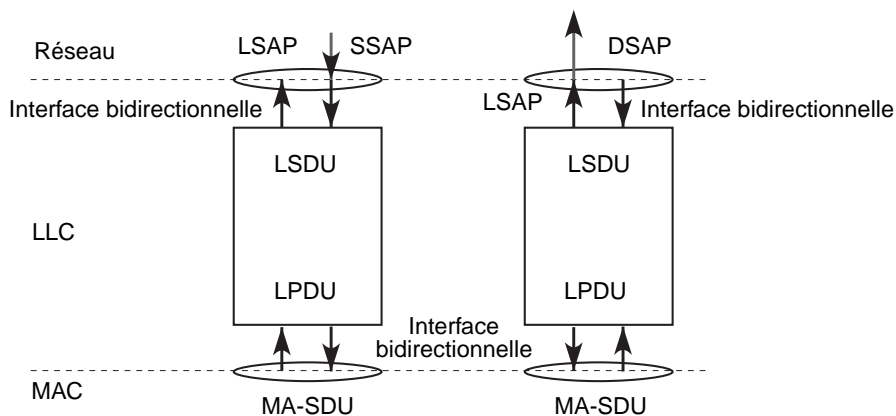 LSAP SSAP DSAP
Réseau
Interface bidirectionnelle LSAP Interface bidirectionnelle
LSDU LSDU
LLC
LPDU LPDU
Interface
bidirectionnelle
MAC
MA-SDU MA-SDU